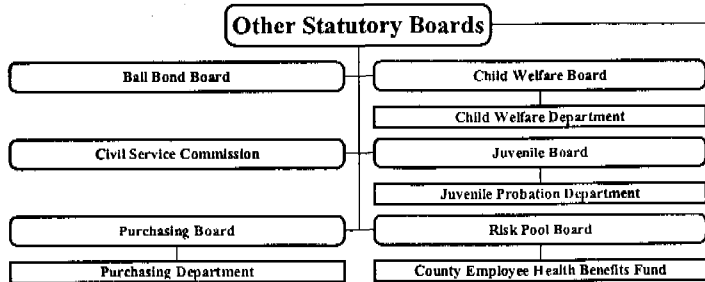 Other Statutory Boards
Bail Bond Board
Child Welfare Board
Child Welfare Department
Civil Service Commission
Juvenile Board
Juvenile Probation Department
Purchasing Board
Risk Pool Board
Purchasing Department
County Employee Health Benefits Fund